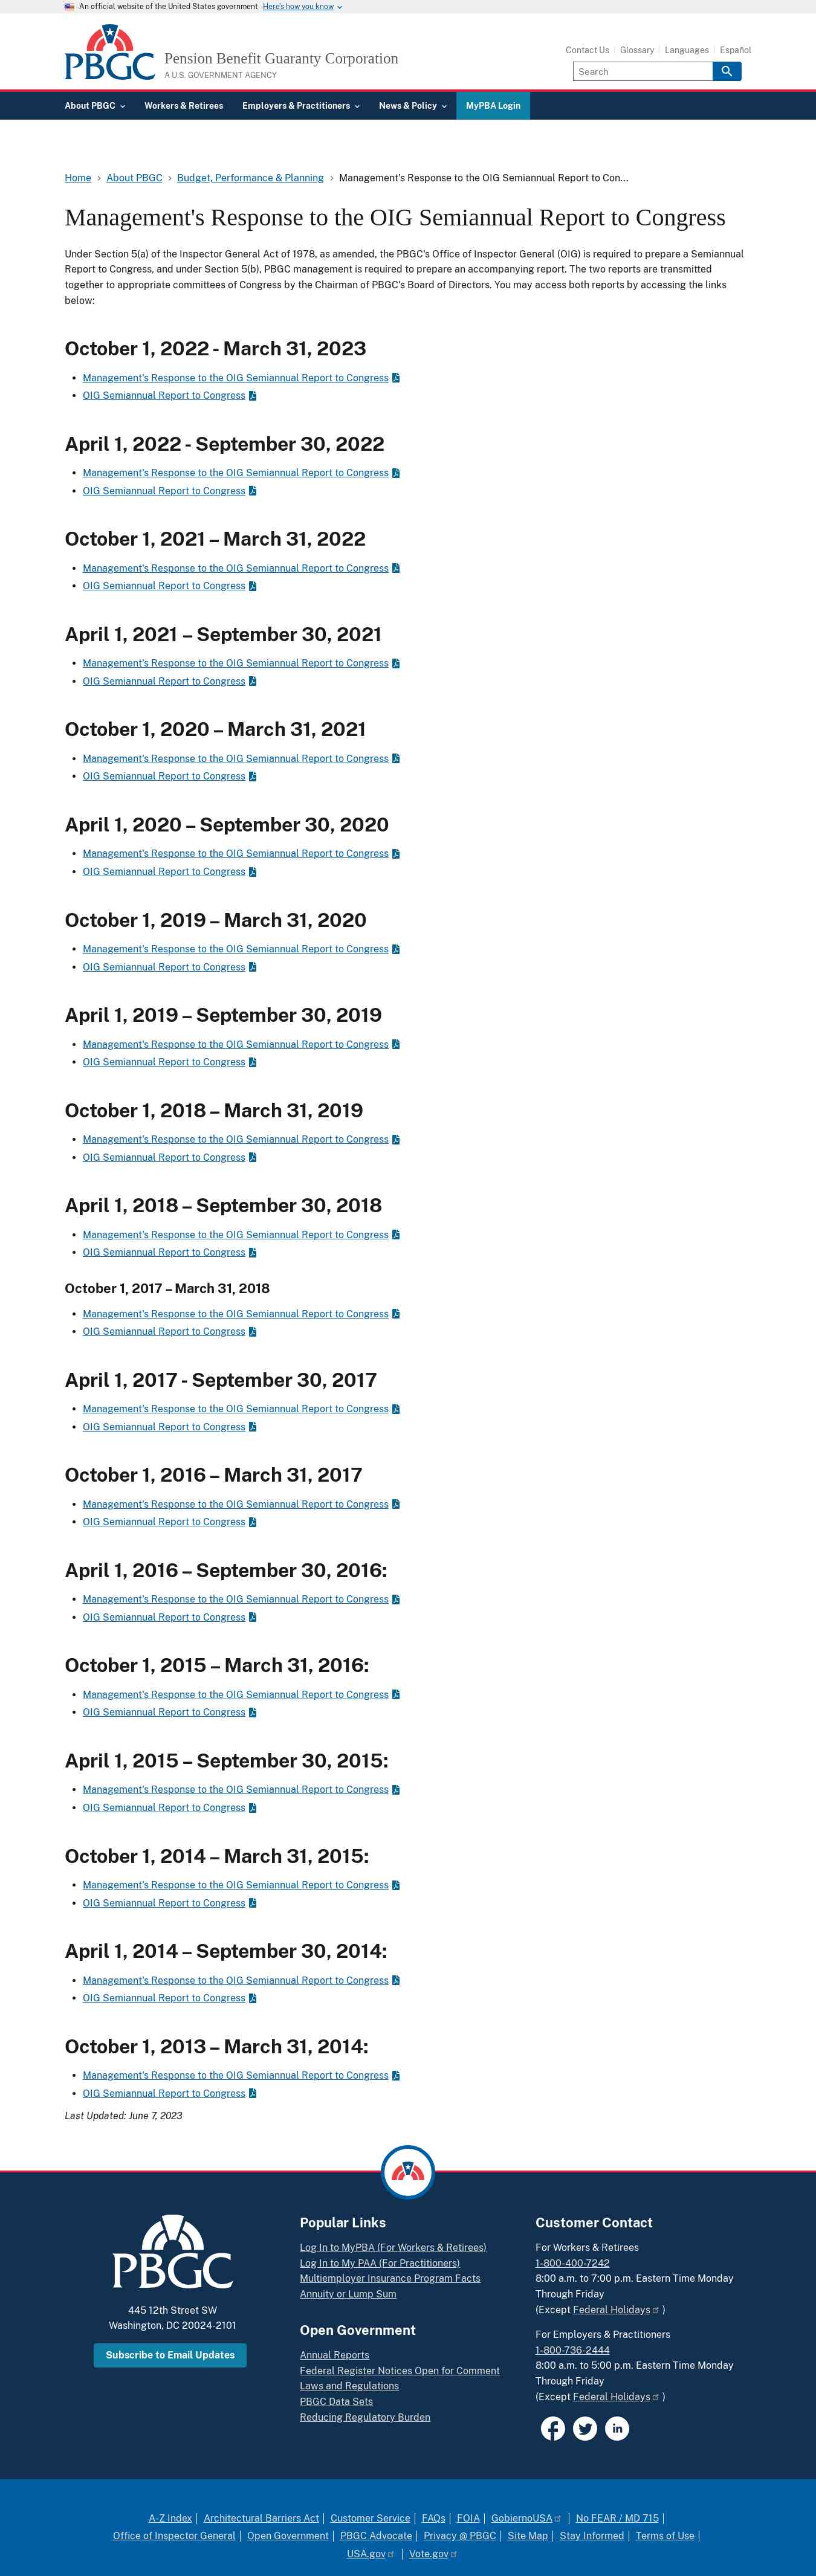 An official website of the United States government Here's how you know
PBGC
Pension Benefit Guaranty Corporation
A U.S. GOVERNMENT AGENCY
Contact Us
Glossary
Languages
Español
Search
About PBGC
Workers & Retirees
Employers & Practitioners
News & Policy
MyPBA Login
Home > About PBGC > Budget, Performance & Planning > Management's Response to the OIG Semiannual Report to Con...
Management's Response to the OIG Semiannual Report to Congress
Under Section 5(a) of the Inspector General Act of 1978, as amended, the PBGC's Office of Inspector General (OIG) is required to prepare a Semiannual
Report to Congress, and under Section 5(b), PBGC management is required to prepare an accompanying report. The two reports are transmitted
together to appropriate committees of Congress by the Chairman of PBGC's Board of Directors. You may access both reports by accessing the links
below:
October 1, 2022 - March 31, 2023
• Management's Response to the OIG Semiannual Report to Congress
• OIG Semiannual Report to Congress
April 1, 2022 - September 30, 2022
• Management's Response to the OIG Semiannual Report to Congress
• OIG Semiannual Report to Congress
October 1, 2021 – March 31, 2022
• Management's Response to the OIG Semiannual Report to Congress
• OIG Semiannual Report to Congress
April 1, 2021 – September 30, 2021
• Management's Response to the OIG Semiannual Report to Congress
• OIG Semiannual Report to Congress
October 1, 2020 – March 31, 2021
• Management's Response to the OIG Semiannual Report to Congress
• OIG Semiannual Report to Congress
April 1, 2020 – September 30, 2020
• Management's Response to the OIG Semiannual Report to Congress
• OIG Semiannual Report to Congress
October 1, 2019 – March 31, 2020
• Management's Response to the OIG Semiannual Report to Congress
• OIG Semiannual Report to Congress
April 1, 2019 – September 30, 2019
• Management's Response to the OIG Semiannual Report to Congress
• OIG Semiannual Report to Congress
October 1, 2018 – March 31, 2019
• Management's Response to the OIG Semiannual Report to Congress
• OIG Semiannual Report to Congress
April 1, 2018 – September 30, 2018
• Management's Response to the OIG Semiannual Report to Congress
• OIG Semiannual Report to Congress
October 1, 2017 – March 31, 2018
• Management's Response to the OIG Semiannual Report to Congress
• OIG Semiannual Report to Congress
April 1, 2017 - September 30, 2017
• Management's Response to the OIG Semiannual Report to Congress
• OIG Semiannual Report to Congress
October 1, 2016 – March 31, 2017
• Management's Response to the OIG Semiannual Report to Congress
• OIG Semiannual Report to Congress
April 1, 2016 – September 30, 2016:
• Management's Response to the OIG Semiannual Report to Congress
• OIG Semiannual Report to Congress
October 1, 2015 – March 31, 2016:
• Management's Response to the OIG Semiannual Report to Congress
• OIG Semiannual Report to Congress
April 1, 2015 – September 30, 2015:
• Management's Response to the OIG Semiannual Report to Congress
• OIG Semiannual Report to Congress
October 1, 2014 – March 31, 2015:
• Management's Response to the OIG Semiannual Report to Congress
• OIG Semiannual Report to Congress
April 1, 2014 – September 30, 2014:
• Management's Response to the OIG Semiannual Report to Congress
• OIG Semiannual Report to Congress
October 1, 2013 – March 31, 2014:
• Management's Response to the OIG Semiannual Report to Congress
• OIG Semiannual Report to Congress
Last Updated: June 7, 2023
PBGC
445 12th Street SW
Washington, DC 20024-2101
Subscribe to Email Updates
Popular Links
Log In to MyPBA (For Workers & Retirees)
Log In to My PAA (For Practitioners)
Multiemployer Insurance Program Facts
Annuity or Lump Sum
Open Government
Annual Reports
Federal Register Notices Open for Comment
Laws and Regulations
PBGC Data Sets
Reducing Regulatory Burden
Customer Contact
For Workers & Retirees
1-800-400-7242
8:00 a.m. to 7:00 p.m. Eastern Time Monday
Through Friday
(Except Federal Holidays )
For Employers & Practitioners
1-800-736-2444
8:00 a.m. to 5:00 p.m. Eastern Time Monday
Through Friday
(Except Federal Holidays )
in
A-Z Index | Architectural Barriers Act | Customer Service | FAQs | FOIA | GobiernoUSA | No FEAR / MD 715 |
Office of Inspector General | Open Government | PBGC Advocate | Privacy @ PBGC | Site Map | Stay Informed | Terms of Use |
USA.gov | Vote.gov